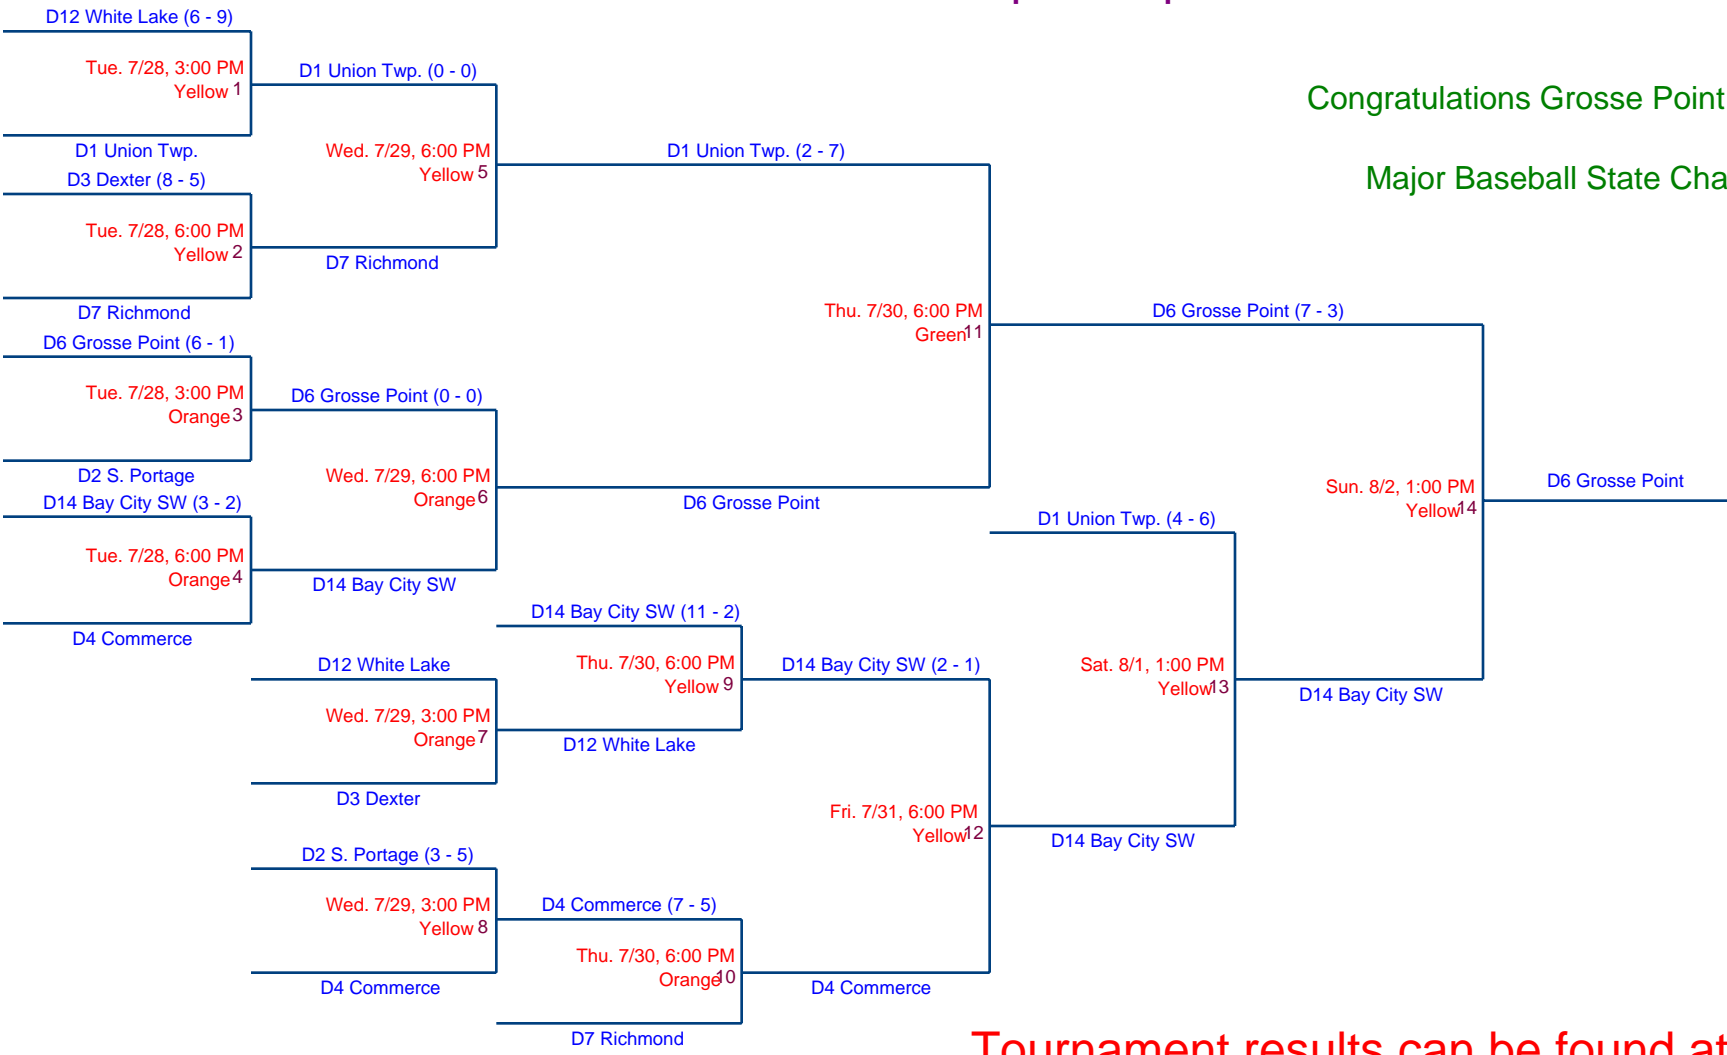 D12 White Lake (6 - 9)
Tue. 7/28, 3:00 PM
Yellow 1
D1 Union Twp.
D1 Union Twp. (0 - 0)
D3 Dexter (8 - 5)
Tue. 7/28, 6:00 PM
Yellow 2
D7 Richmond
Wed. 7/29, 6:00 PM
Yellow 5
D7 Richmond
D1 Union Twp. (2 - 7)
Congratulations Grosse Point
Major Baseball State Cha
D6 Grosse Point (6 - 1)
Tue. 7/28, 3:00 PM
Orange 3
D2 S. Portage
D6 Grosse Point (0 - 0)
D14 Bay City SW (3 - 2)
Tue. 7/28, 6:00 PM
Orange 4
D4 Commerce
Wed. 7/29, 6:00 PM
Orange 6
D14 Bay City SW
D6 Grosse Point
Thu. 7/30, 6:00 PM
Green 11
D6 Grosse Point (7 - 3)
D12 White Lake
Wed. 7/29, 3:00 PM
Orange 7
D3 Dexter
D14 Bay City SW (11 - 2)
Thu. 7/30, 6:00 PM
Yellow 9
D12 White Lake
D14 Bay City SW (2 - 1)
D2 S. Portage (3 - 5)
Wed. 7/29, 3:00 PM
Yellow 8
D4 Commerce
D4 Commerce (7 - 5)
Thu. 7/30, 6:00 PM
Orange 10
D7 Richmond
D4 Commerce
Fri. 7/31, 6:00 PM
Yellow 12
D14 Bay City SW
D1 Union Twp. (4 - 6)
Sat. 8/1, 1:00 PM
Yellow 13
D14 Bay City SW
Sun. 8/2, 1:00 PM
Yellow 14
D6 Grosse Point
Tournament results can be found at